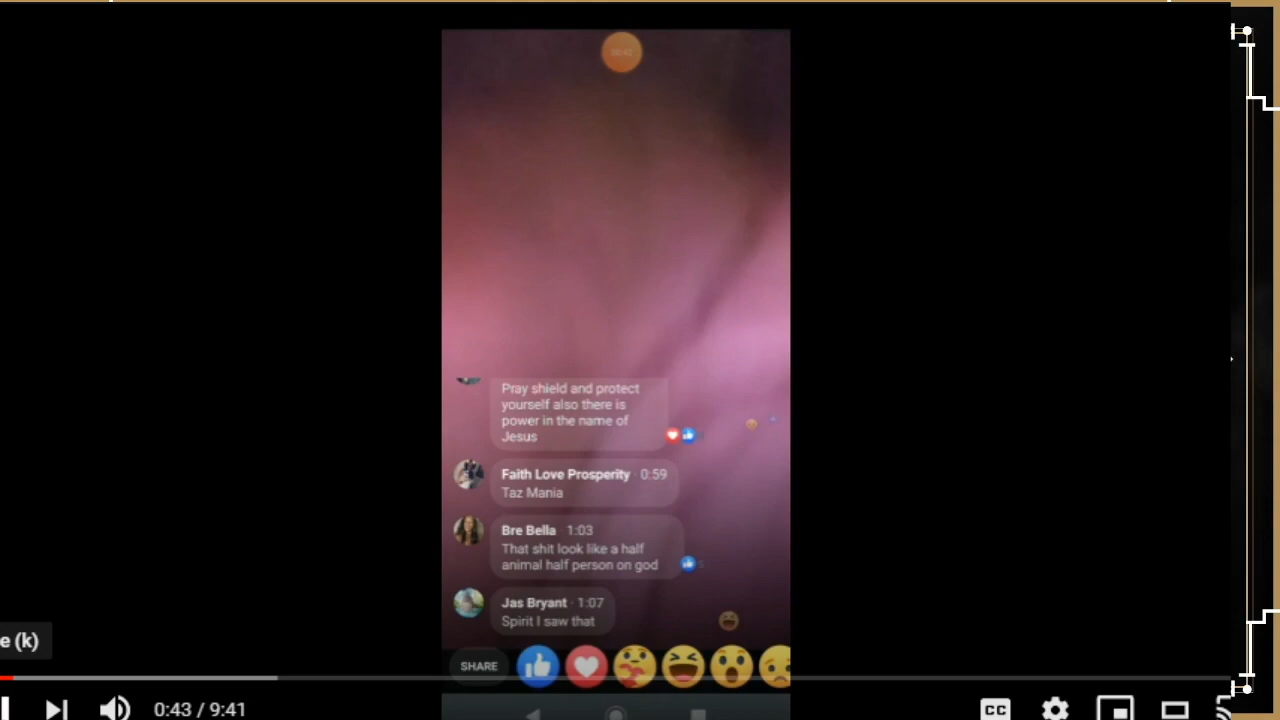 Pray shield and protect
yourself also there is
power in the name of
Jesus
Faith Love Prosperity · 0:59
Taz Mania
Bre Bella · 1:03
That shit look like a half
animal half person on god
Jas Bryant · 1:07
Spirit I saw that
e (k)
SHARE
0:43 / 9:41
CC